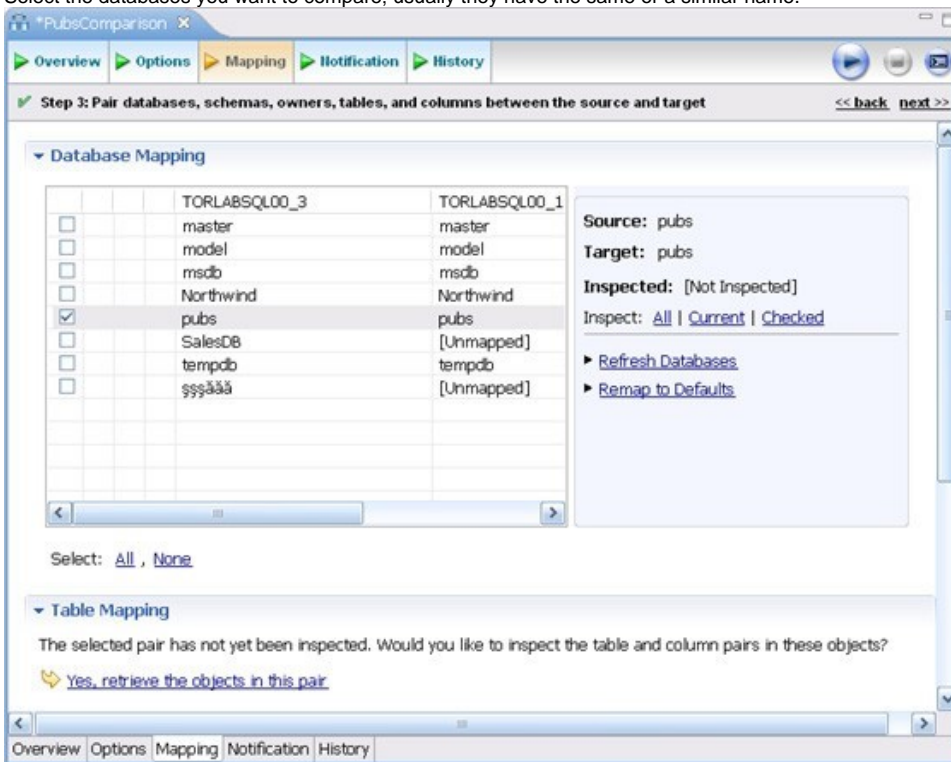 Select the databases you want to compare, usually they have the same or a similar name.
*PubsComparison
Overview Options Mapping Notification History
Step 3: Pair databases, schemas, owners, tables, and columns between the source and target << back next >>
Database Mapping
TORLABSQL00_3 TORLABSQL00_1
master master
model model
msdb msdb
Northwind Northwind
pubs pubs
SalesDB [Unmapped]
tempdb tempdb
şşşăăă [Unmapped]
Source: pubs
Target: pubs
Inspected: [Not Inspected]
Inspect: All | Current | Checked
Refresh Databases
Remap to Defaults
Select: All , None
Table Mapping
The selected pair has not yet been inspected. Would you like to inspect the table and column pairs in these objects?
Yes, retrieve the objects in this pair
Overview Options Mapping Notification History